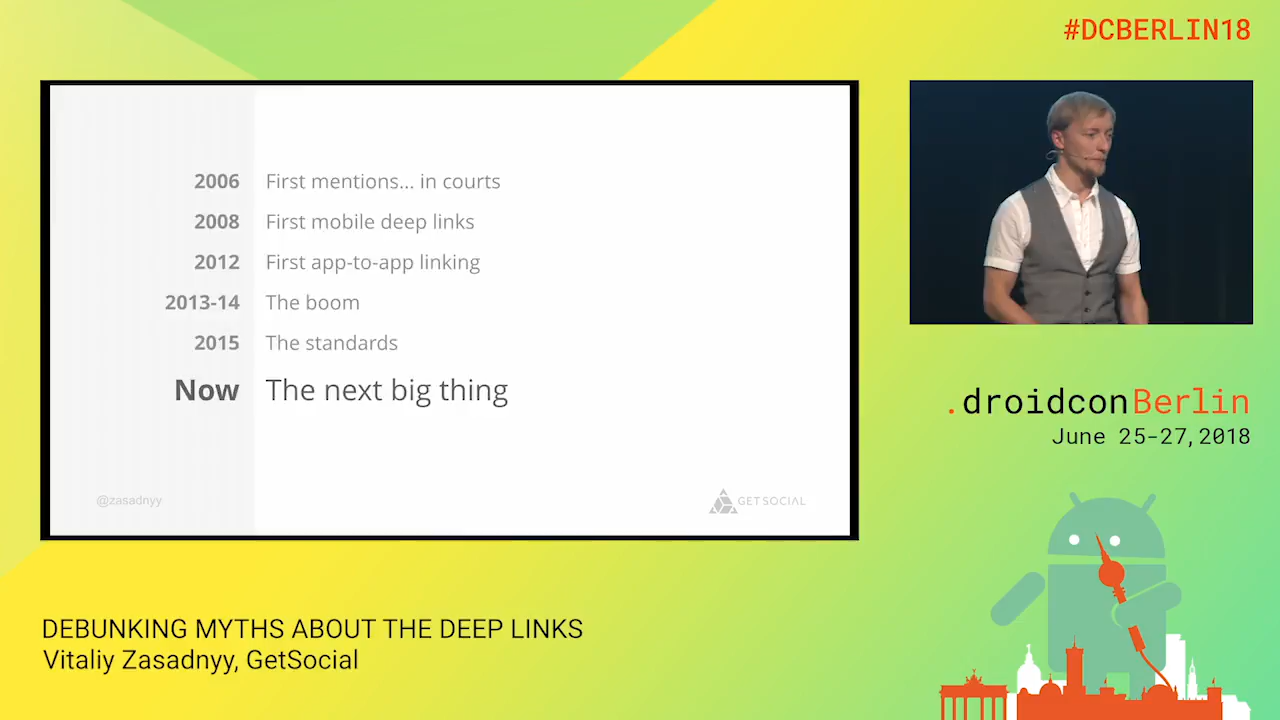 #DCBERLIN18
2006 First mentions... in courts
2008 First mobile deep links
2012 First app-to-app linking
2013-14 The boom
2015 The standards
Now The next big thing
@zasadnyy
GETSOCIAL
.droidconBerlin
June 25-27,2018
DEBUNKING MYTHS ABOUT THE DEEP LINKS
Vitaliy Zasadnyy, GetSocial